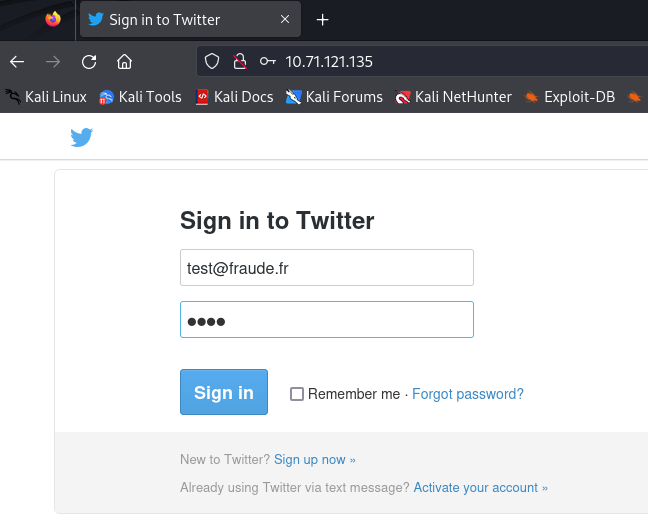 Sign in to Twitter
10.71.121.135
Kali Linux Kali Tools Kali Docs Kali Forums Kali NetHunter Exploit-DB
Sign in to Twitter
test@fraude.fr
●●●●
Sign in Remember me · Forgot password?
New to Twitter? Sign up now »
Already using Twitter via text message? Activate your account »